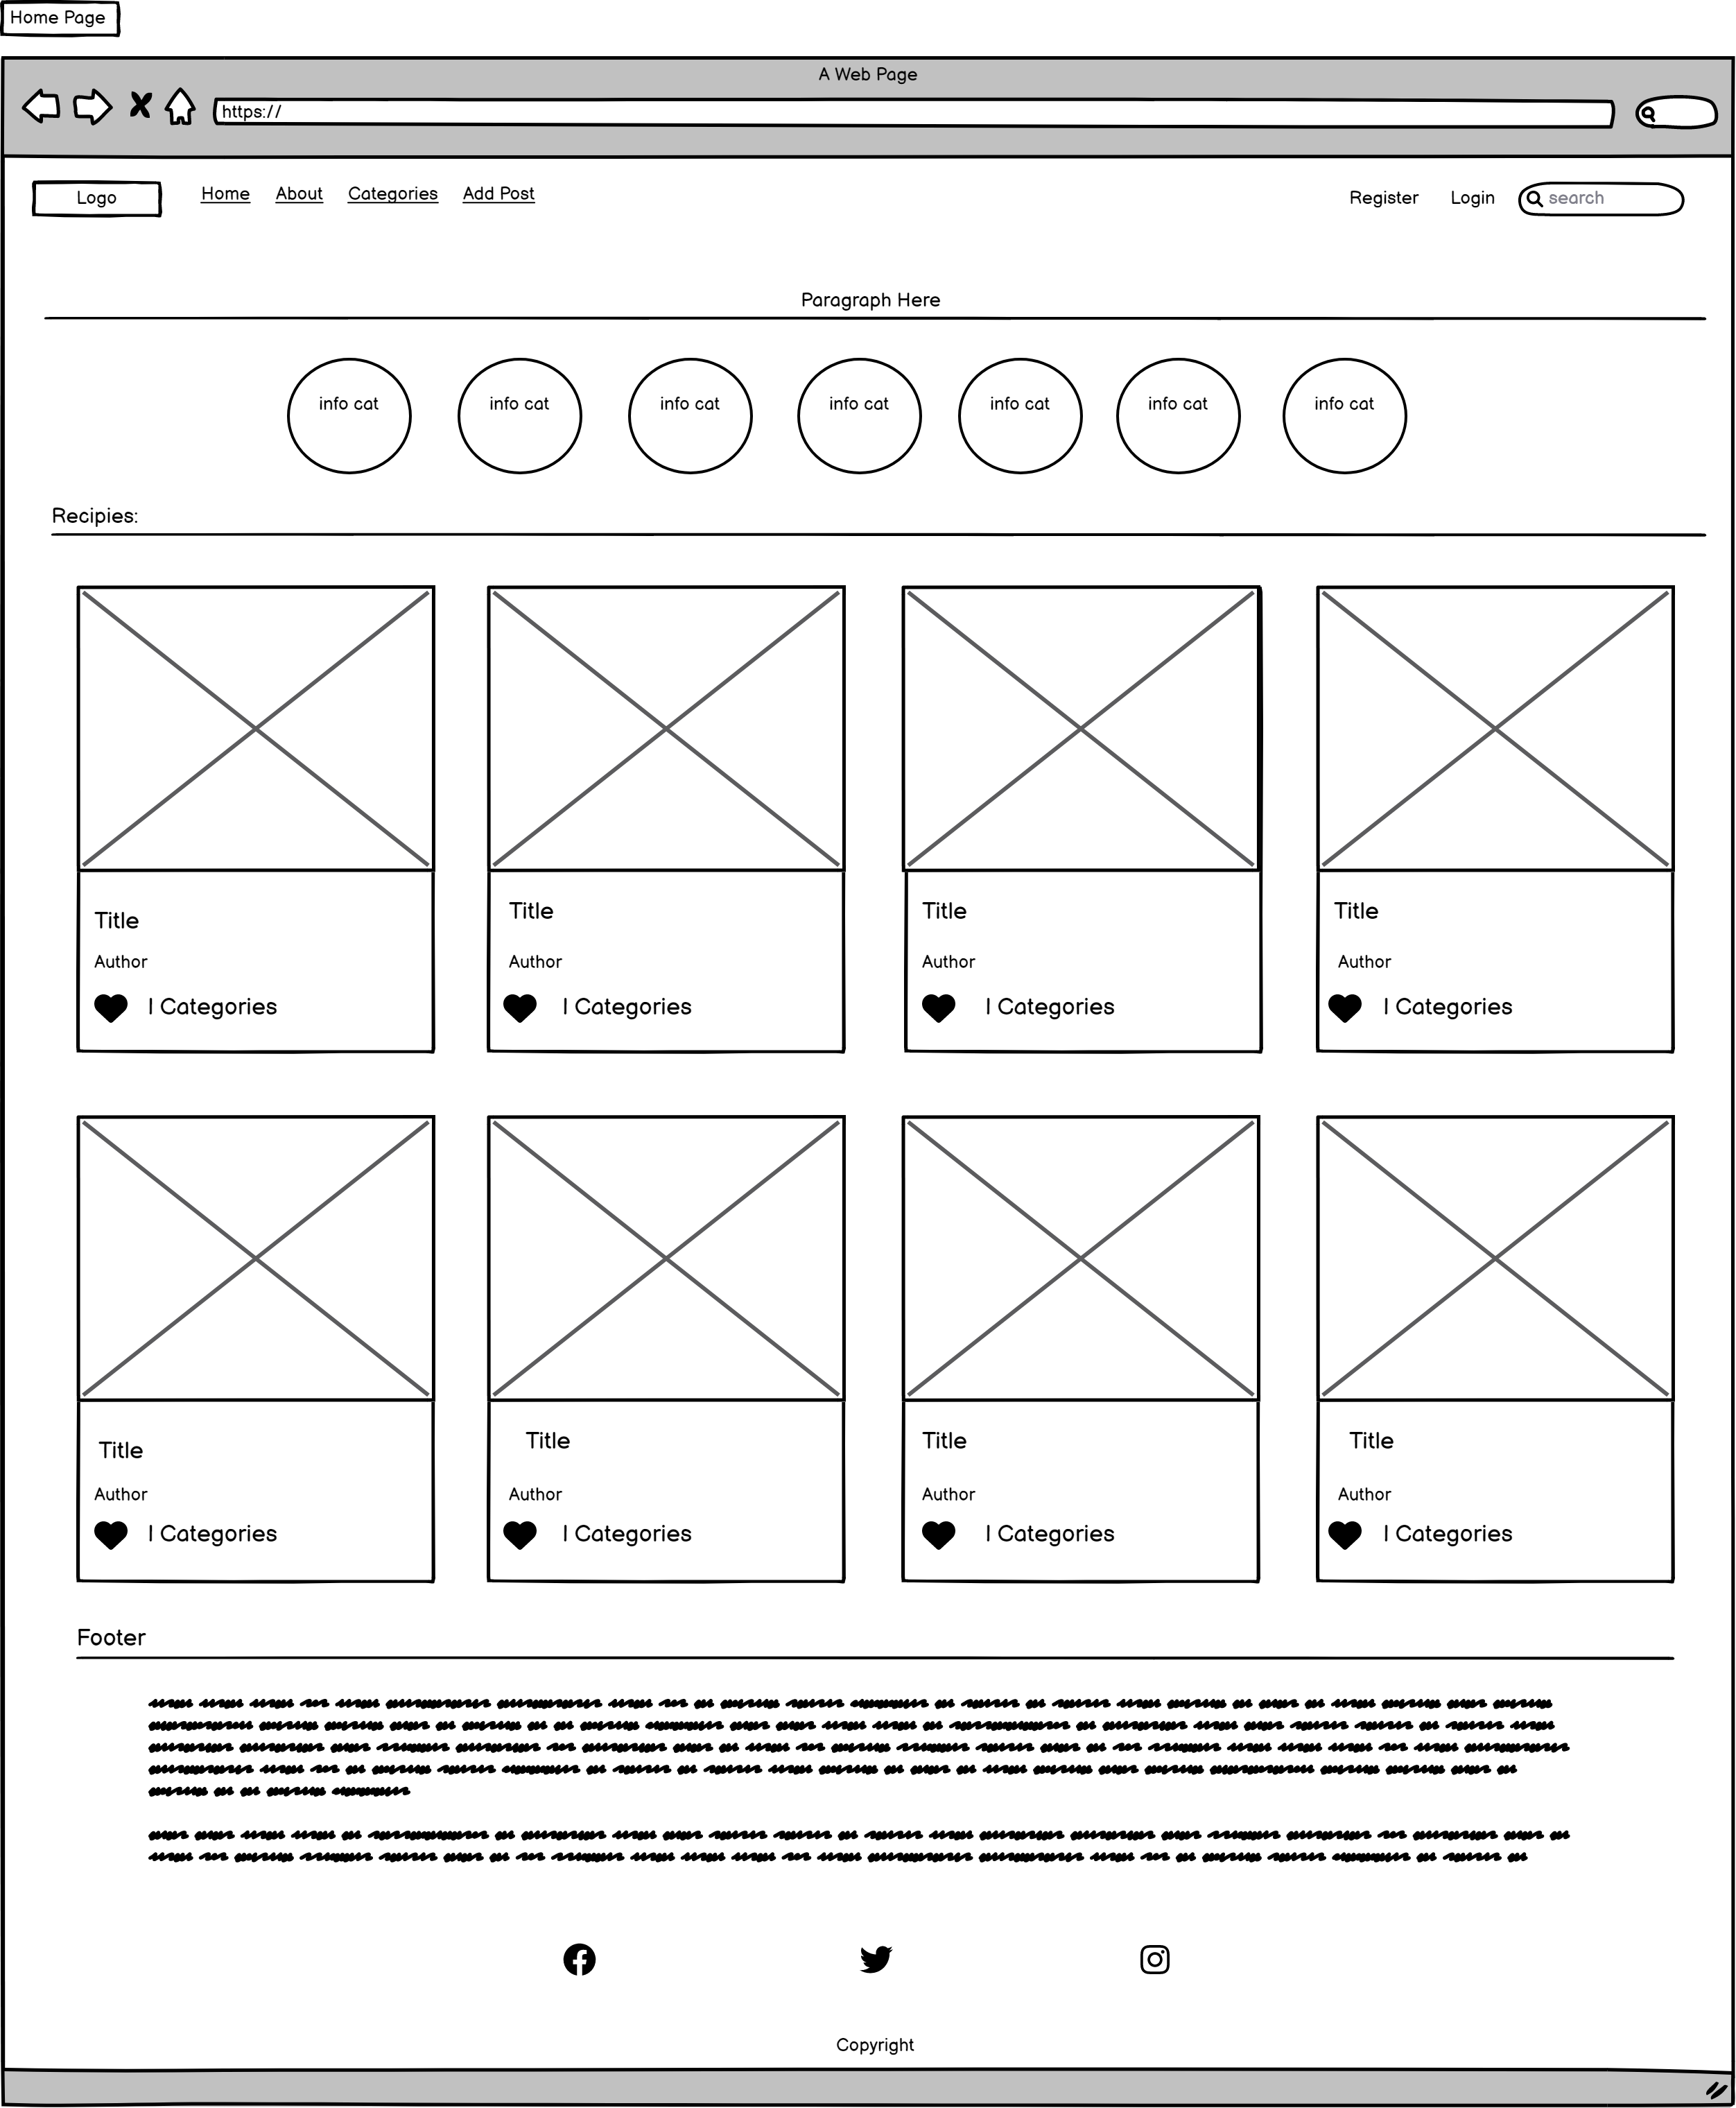 Home Page
A Web Page
https://
Logo Home About Categories Add Post Register Login search
Paragraph Here
info cat info cat info cat info cat info cat info cat info cat
Recipies:
Title Title Title Title
Author Author Author Author
| Categories | Categories | Categories | Categories
Title Title Title Title
Author Author Author Author
| Categories | Categories | Categories | Categories
Footer
Copyright